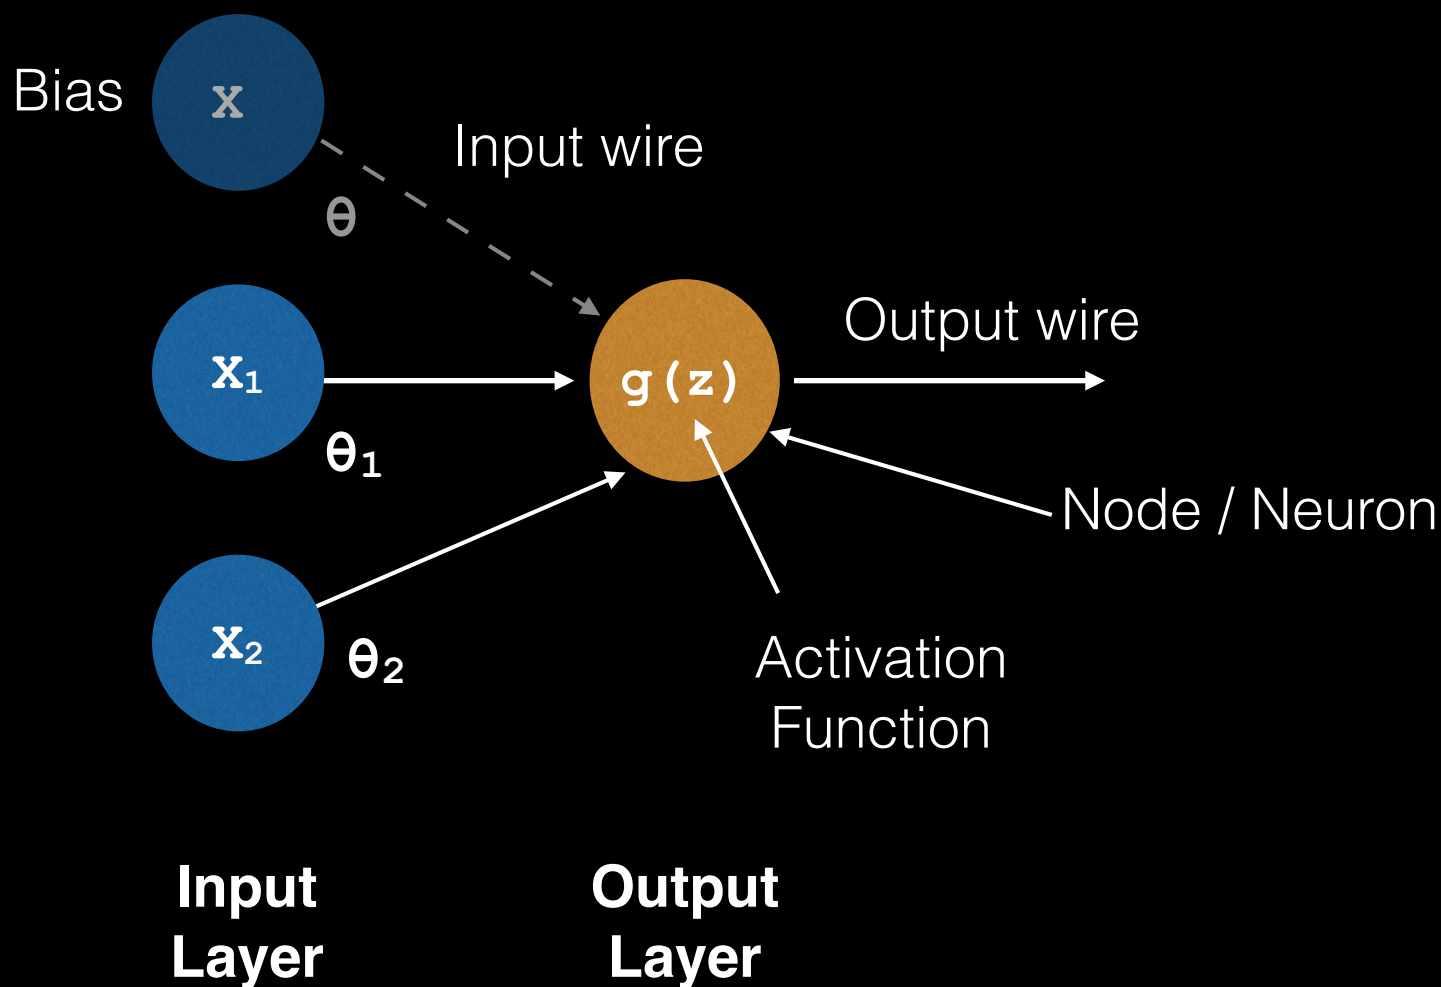 Bias
x
Input wire
θ
x₁
g(z)
Output wire
θ₁
Node / Neuron
x₂
θ₂
Activation
Function
Input
Layer
Output
Layer